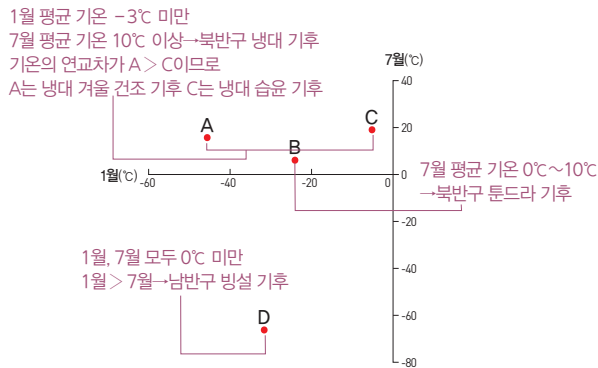 1월 평균 기온 -3℃ 미만
7월 평균 기온 10℃ 이상→북반구 냉대 기후
기온의 연교차가 A > C이므로
A는 냉대 겨울 건조 기후 C는 냉대 습윤 기후
7월(℃)
40
20
0
-20
-40
-60
-80
1월(℃)
-60
-40
-20
0
A
B
C
D
7월 평균 기온 0℃~10℃
→북반구 툰드라 기후
1월, 7월 모두 0℃ 미만
1월 > 7월→남반구 빙설 기후